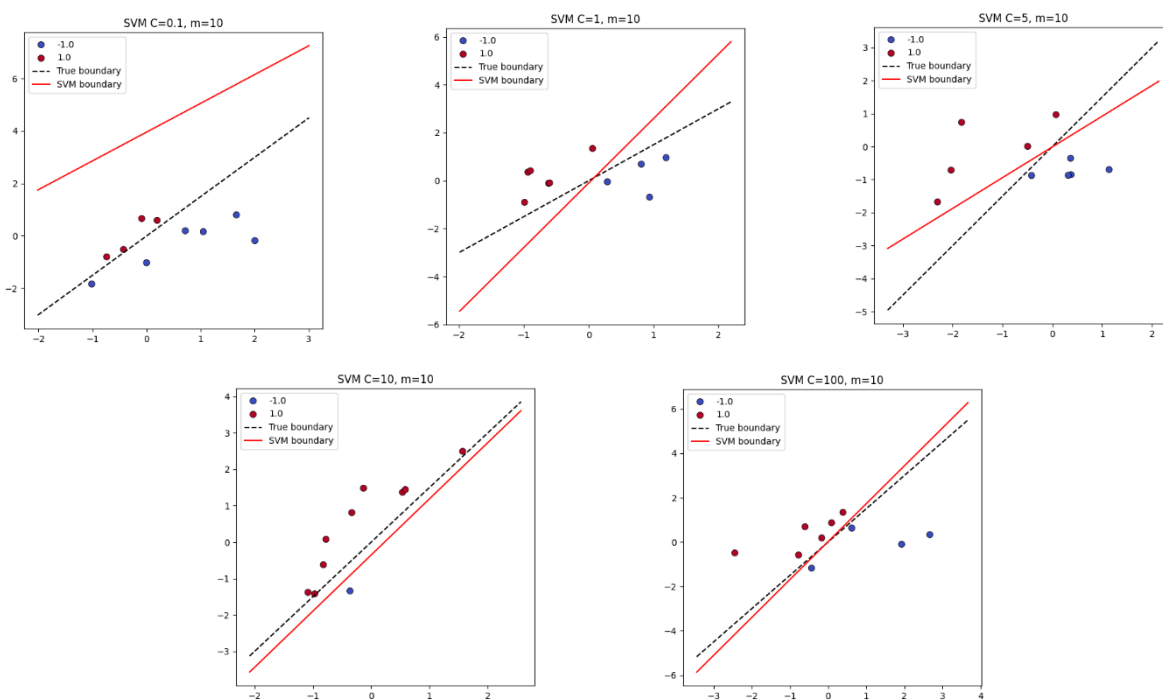 SVM C=0.1, m=10
-1.0
1.0
True boundary
SVM boundary
6
4
2
0
−2
−2 −1 0 1 2 3
SVM C=1, m=10
-1.0
1.0
True boundary
SVM boundary
6
4
2
0
−2
−4
−6
−2 −1 0 1 2
SVM C=5, m=10
-1.0
1.0
True boundary
SVM boundary
3
2
1
0
−1
−2
−3
−4
−5
−3 −2 −1 0 1 2
SVM C=10, m=10
-1.0
1.0
True boundary
SVM boundary
4
3
2
1
0
−1
−2
−3
−2 −1 0 1 2
SVM C=100, m=10
-1.0
1.0
True boundary
SVM boundary
6
4
2
0
−2
−4
−6
−3 −2 −1 0 1 2 3 4